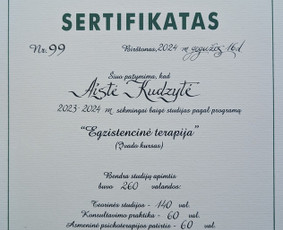 SERTIFIKATAS
Nr. 99 Birštonas, 2024 m gegužės 16 d
Šiuo pažymima, kad
Aistė Kudzytė
2023-2024 m sėkmingai baigė studijas pagal programą
“Egzistencinė terapija”
(Įvado kursas)
Bendra studijų apimtis
buvo 260 valandos:
Teorinės studijos - 140 val.
Konsultavimo praktika - 60 val.
Asmeninė psichoterapijos patirtis - 60 val.